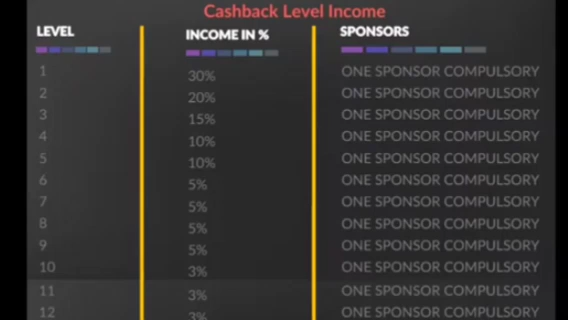 Cashback Level Income
LEVEL INCOME IN % SPONSORS
1 30% ONE SPONSOR COMPULSORY
2 20% ONE SPONSOR COMPULSORY
3 15% ONE SPONSOR COMPULSORY
4 10% ONE SPONSOR COMPULSORY
5 10% ONE SPONSOR COMPULSORY
6 5% ONE SPONSOR COMPULSORY
7 5% ONE SPONSOR COMPULSORY
8 5% ONE SPONSOR COMPULSORY
9 5% ONE SPONSOR COMPULSORY
10 3% ONE SPONSOR COMPULSORY
11 3% ONE SPONSOR COMPULSORY
12 3% ONE SPONSOR COMPULSORY